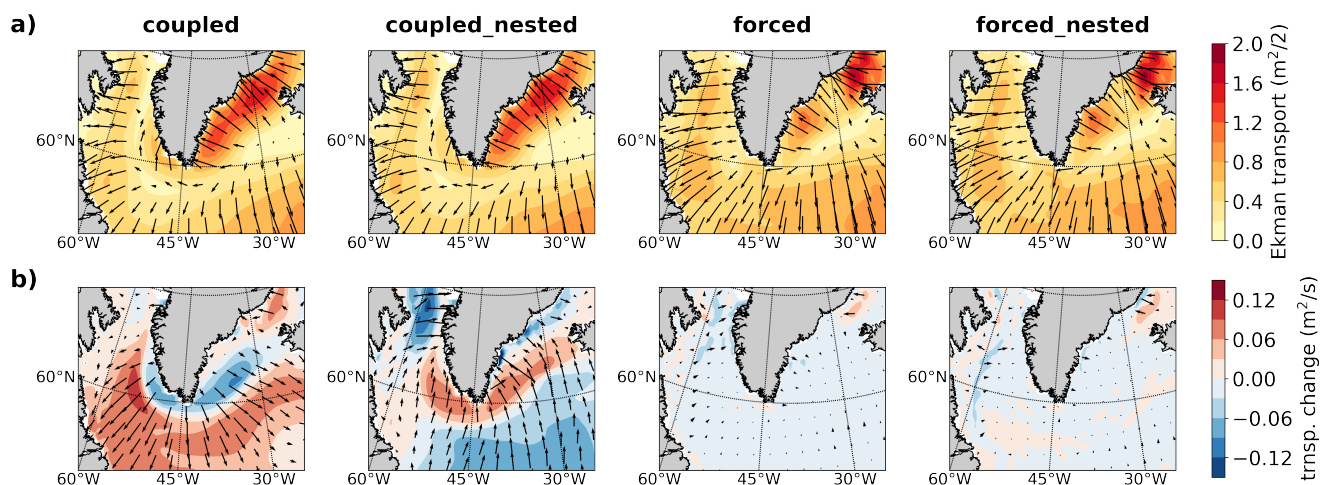 a) coupled coupled_nested forced forced_nested
60°N
60°W 45°W 30°W
60°W 45°W 30°W
60°W 45°W 30°W
60°W 45°W 30°W
2.0
1.6
1.2
0.8
0.4
0.0
Ekman transport (m²/2)
b)
60°N
60°N
60°N
60°N
60°N
60°N
60°N
60°W 45°W 30°W
60°W 45°W 30°W
60°W 45°W 30°W
60°W 45°W 30°W
0.12
0.06
0.00
−0.06
−0.12
trnsp. change (m²/s)